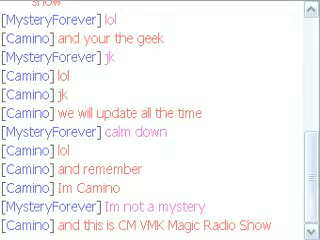 show
[MysteryForever] lol
[Camino] and your the geek
[MysteryForever] jk
[Camino] lol
[Camino] jk
[Camino] we will update all the time
[MysteryForever] calm down
[Camino] lol
[Camino] and remember
[Camino] Im Camino
[MysteryForever] Im not a mystery
[Camino] and this is CM VMK Magic Radio Show